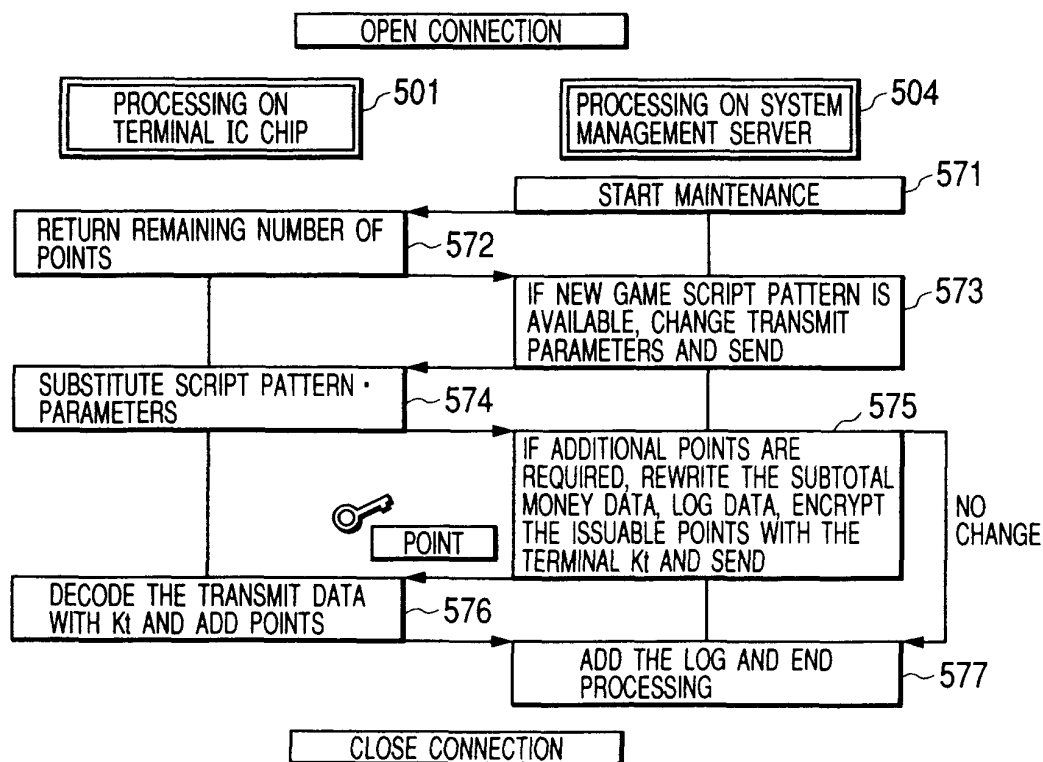 OPEN CONNECTION
PROCESSING ON
TERMINAL IC CHIP
501
PROCESSING ON SYSTEM
MANAGEMENT SERVER
504
START MAINTENANCE
571
RETURN REMAINING NUMBER OF
POINTS
572
IF NEW GAME SCRIPT PATTERN IS
AVAILABLE, CHANGE TRANSMIT
PARAMETERS AND SEND
573
SUBSTITUTE SCRIPT PATTERN ·
PARAMETERS
574
575
IF ADDITIONAL POINTS ARE
REQUIRED, REWRITE THE SUBTOTAL
MONEY DATA, LOG DATA, ENCRYPT
THE ISSUABLE POINTS WITH THE
TERMINAL Kt AND SEND
NO
CHANGE
POINT
DECODE THE TRANSMIT DATA
WITH Kt AND ADD POINTS
576
ADD THE LOG AND END
PROCESSING
577
CLOSE CONNECTION